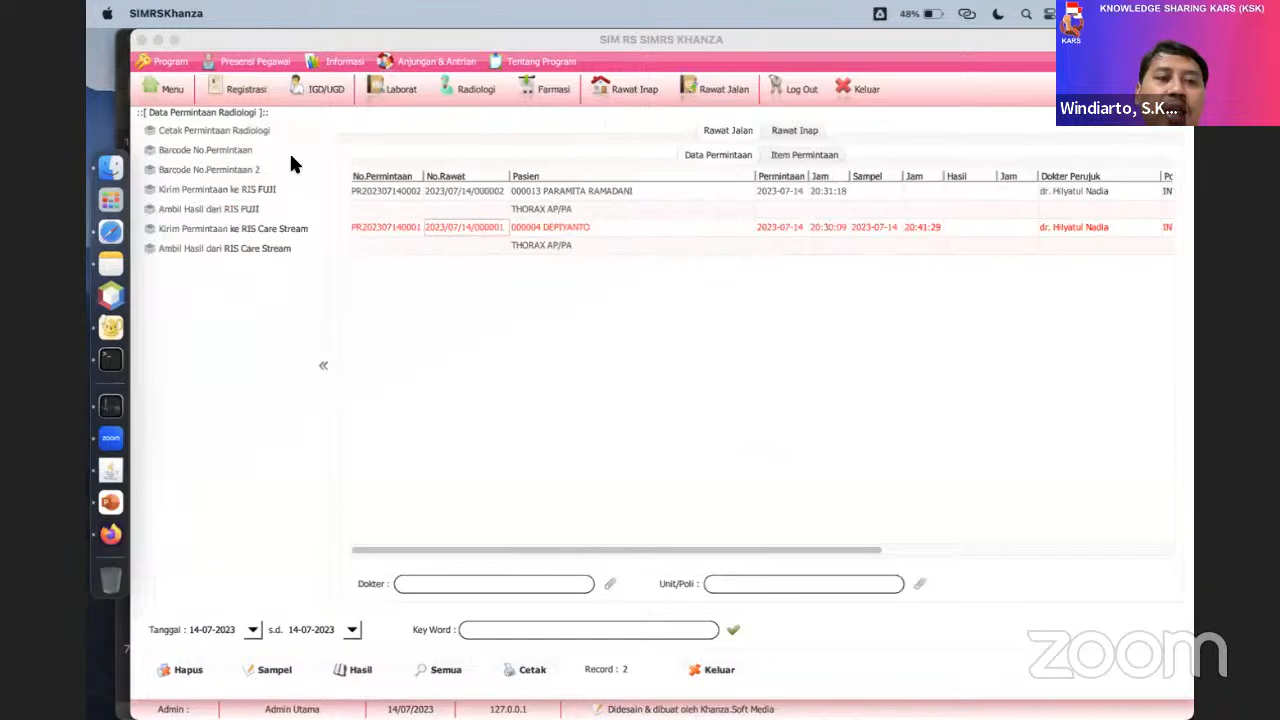 SIMRSKhanza
48%
KNOWLEDGE SHARING KARS (KSK)
KARS
Windiarto, S.K...
SIM RS SIMRS KHANZA
Program Presensi Pegawai Informasi Anjungan & Antrian Tentang Program
Menu Registrasi IGD/UGD Laborat Radiologi Farmasi Rawat Inap Rawat Jalan Log Out Keluar
::[ Data Permintaan Radiologi ]::
Cetak Permintaan Radiologi
Barcode No.Permintaan
Barcode No.Permintaan 2
Kirim Permintaan ke RIS FUJI
Ambil Hasil dari RIS FUJI
Kirim Permintaan ke RIS Care Stream
Ambil Hasil dari RIS Care Stream
Rawat Jalan Rawat Inap
Data Permintaan Item Permintaan
No.Permintaan No.Rawat Pasien Permintaan Jam Sampel Jam Hasil Jam Dokter Perujuk Pc
PR202307140002 2023/07/14/000002 000013 PARAMITA RAMADANI 2023-07-14 20:31:18 dr. Hilyatul Nadia IN
THORAX AP/PA
PR202307140001 2023/07/14/000001 000004 DEPIYANTO 2023-07-14 20:30:09 2023-07-14 20:41:29 dr. Hilyatul Nadia IN
THORAX AP/PA
Dokter : Unit/Poli :
Tanggal : 14-07-2023 s.d. 14-07-2023 Key Word :
Hapus Sampel Hasil Semua Cetak Record : 2 Keluar
Admin : Admin Utama 14/07/2023 127.0.0.1 Didesain & dibuat oleh Khanza.Soft Media
zoom
zoom